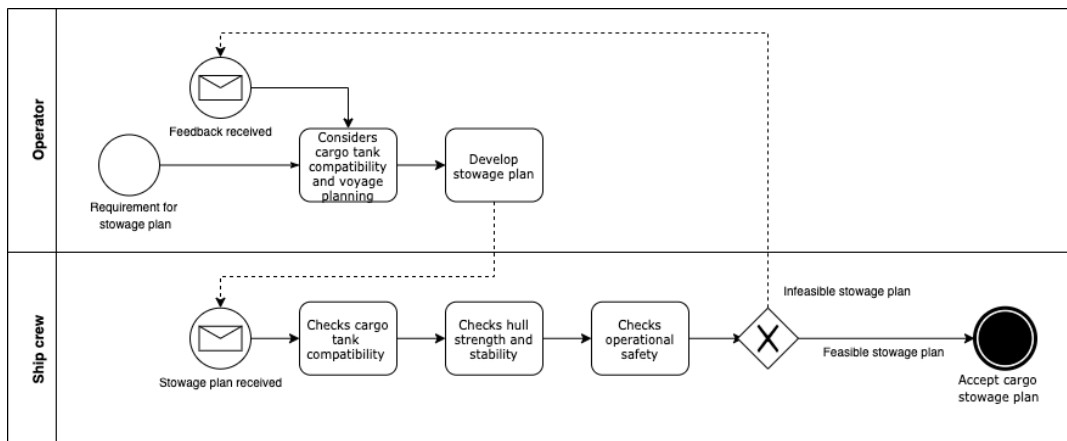 Operator
Feedback received
Requirement for
stowage plan
Considers
cargo tank
compatibility
and voyage
planning
Develop
stowage plan
Ship crew
Stowage plan received
Checks cargo
tank
compatibility
Checks hull
strength and
stability
Checks
operational
safety
Infeasible stowage plan
Feasible stowage plan
Accept cargo
stowage plan